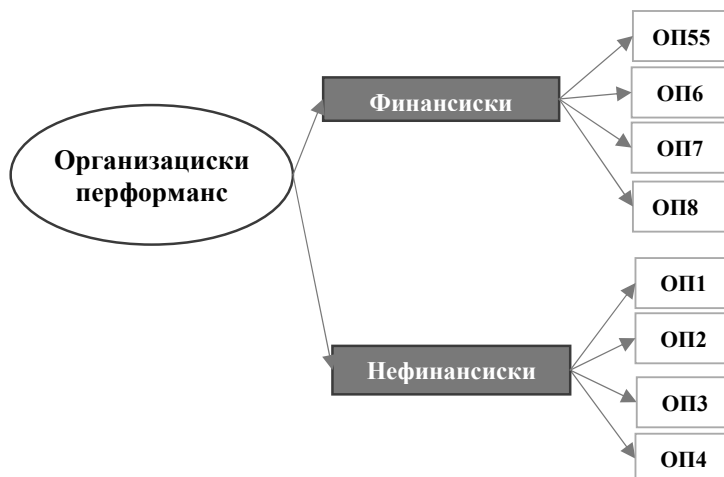 Организациски
перформанс
Финансиски
ОП55
ОП6
ОП7
ОП8
Нефинансиски
ОП1
ОП2
ОП3
ОП4